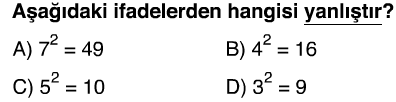 Aşağıdaki ifadelerden hangisi yanlıştır?
A) 7² = 49 B) 4² = 16
C) 5² = 10 D) 3² = 9